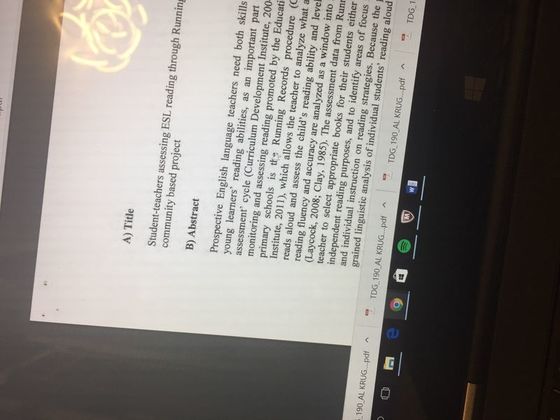 .pdf
A) Title
Student-teachers assessing ESL reading through Running
community based project
B) Abstract
Prospective English language teachers need both skills
young learners' reading abilities, as an important part
assessment' cycle (Curriculum Development Institute, 200
monitoring and assessing reading promoted by the Educati
primary schools is the Running Records procedure (C
Institute, 2011), which allows the teacher to analyze what a
reads aloud and assess the child's reading ability and level
reading fluency and accuracy are analyzed as a window into
(Laycock, 2008; Clay, 1985). The assessment data from Runn
teacher to select appropriate books for their students either
independent reading purposes, and to identify areas of focus
and individual instruction on reading strategies. Because the
grained linguistic analysis of individual students' reading aloud
_190_AL KRUG....pdf
TDG_190_AL KRUG....pdf
TDG_190_AL KRUG....pdf
TDG_1